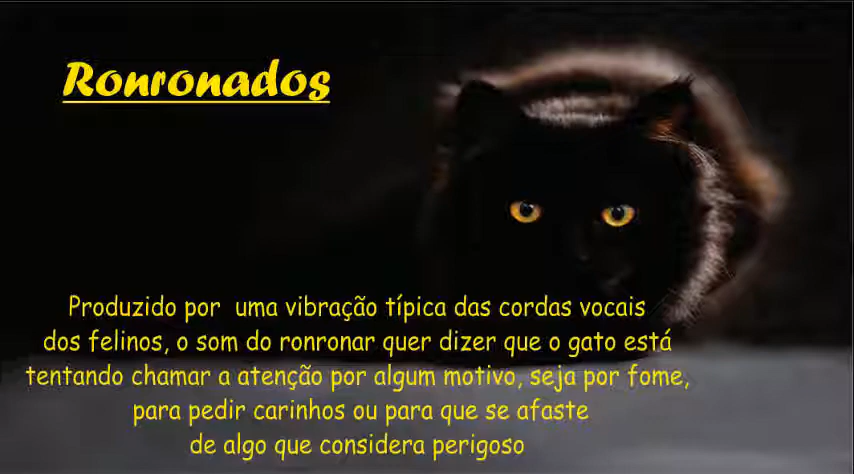 Ronronados
Produzido por uma vibração típica das cordas vocais
dos felinos, o som do ronronar quer dizer que o gato está
tentando chamar a atenção por algum motivo, seja por fome,
para pedir carinhos ou para que se afaste
de algo que considera perigoso